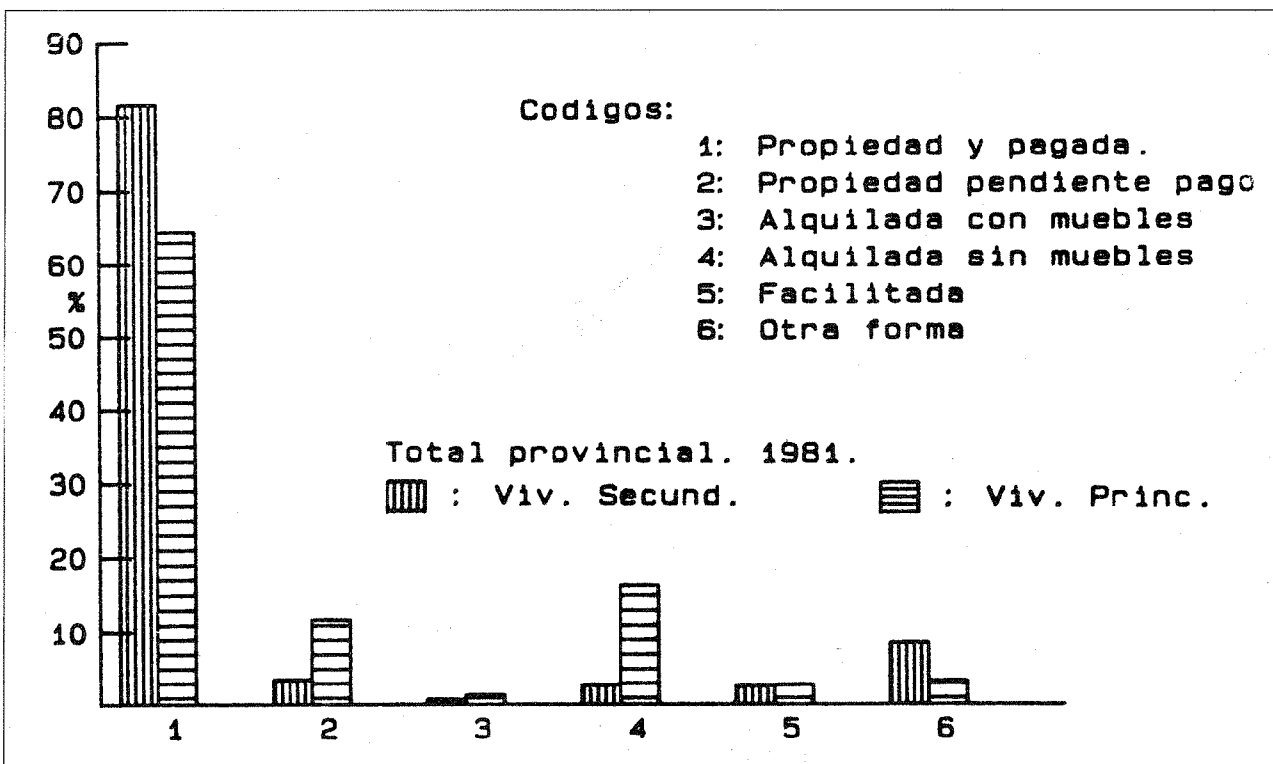 90
80
70
60
%
50
40
30
20
10
Codigos:
1: Propiedad y pagada.
2: Propiedad pendiente pago
3: Alquilada con muebles
4: Alquilada sin muebles
5: Facilitada
6: Otra forma
Total provincial. 1981.
: Viv. Secund. : Viv. Princ.
1 2 3 4 5 6